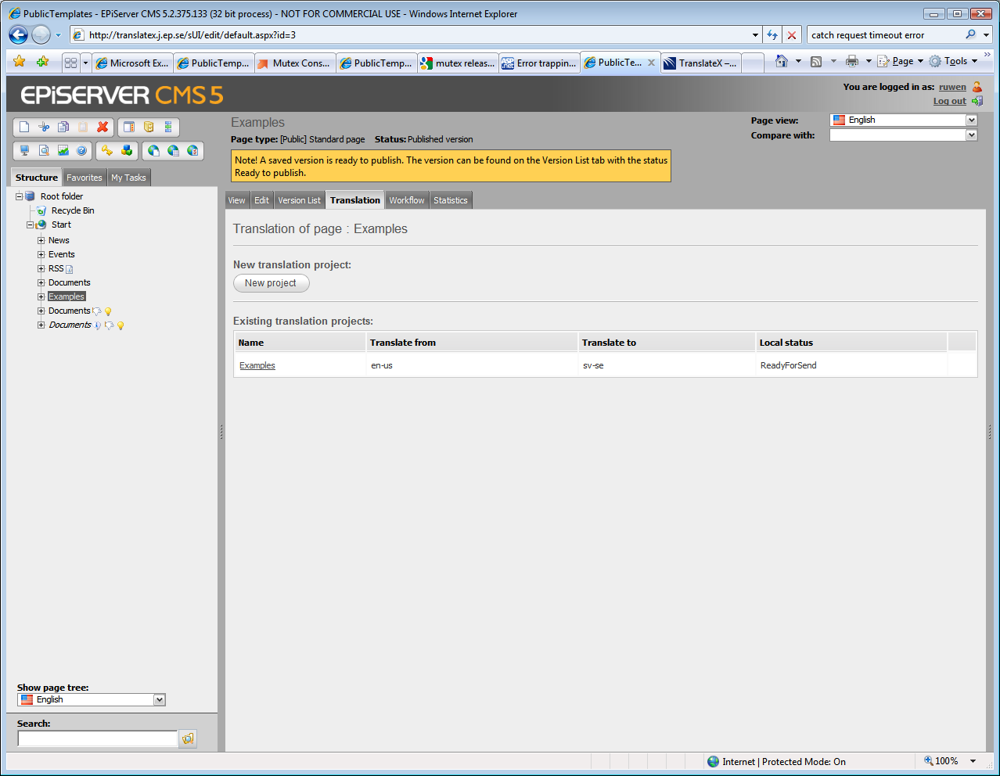 PublicTemplates - EPiServer CMS 5.2.375.133 (32 bit process) - NOT FOR COMMERCIAL USE - Windows Internet Explorer
http://translatex.j.ep.se/sUI/edit/default.aspx?id=3
catch request timeout error
Microsoft Ex...
PublicTemp...
Mutex Cons...
PublicTemp...
mutex releas...
Error trappin...
PublicTe...
TranslateX –...
Page
Tools
EPiSERVER CMS 5
You are logged in as: ruwen
Log out
Examples
Page type: [Public] Standard page Status: Published version
Page view: English
Compare with:
Note! A saved version is ready to publish. The version can be found on the Version List tab with the status
Ready to publish.
Structure Favorites My Tasks
Root folder
Recycle Bin
Start
News
Events
RSS
Documents
Examples
Documents
Documents
Show page tree:
English
Search:
View Edit Version List Translation Workflow Statistics
Translation of page : Examples
New translation project:
New project
Existing translation projects:
Name Translate from Translate to Local status
Examples en-us sv-se ReadyForSend
Internet | Protected Mode: On
100%